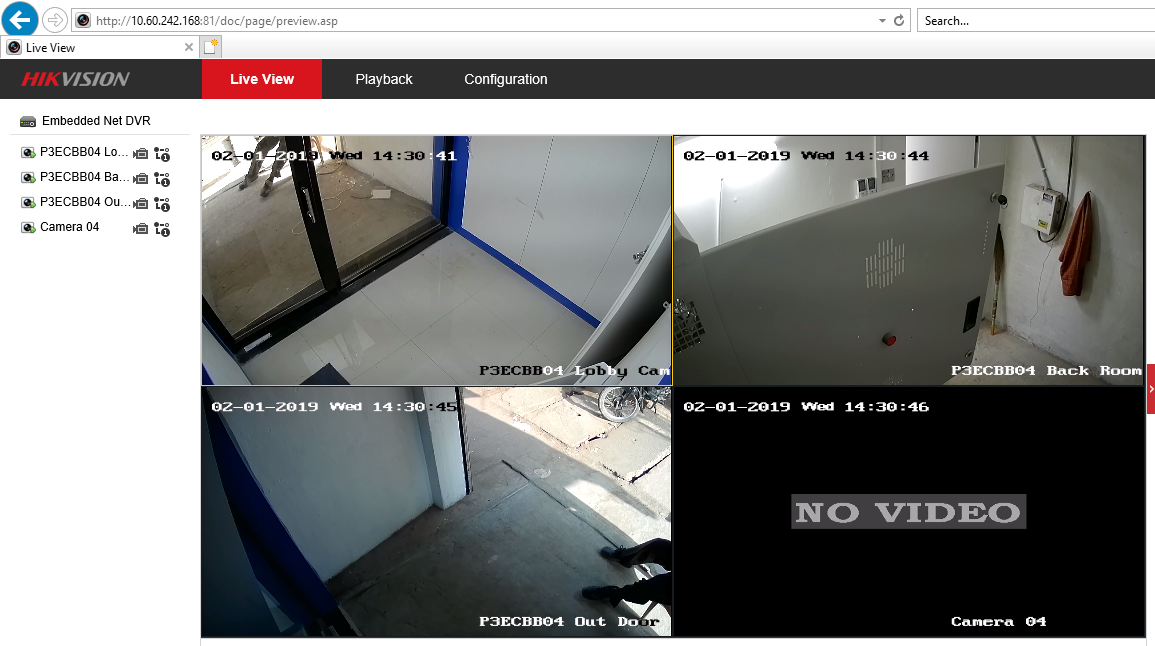 http://10.60.242.168:81/doc/page/preview.asp
Search...
Live View
HIKVISION
Live View
Playback
Configuration
Embedded Net DVR
P3ECBB04 Lo...
P3ECBB04 Ba...
P3ECBB04 Ou...
Camera 04
02-01-2019 Wed 14:30:41
P3ECBB04 Lobby Cam
02-01-2019 Wed 14:30:44
P3ECBB04 Back Room
02-01-2019 Wed 14:30:45
P3ECBB04 Out Door
02-01-2019 Wed 14:30:46
NO VIDEO
Camera 04